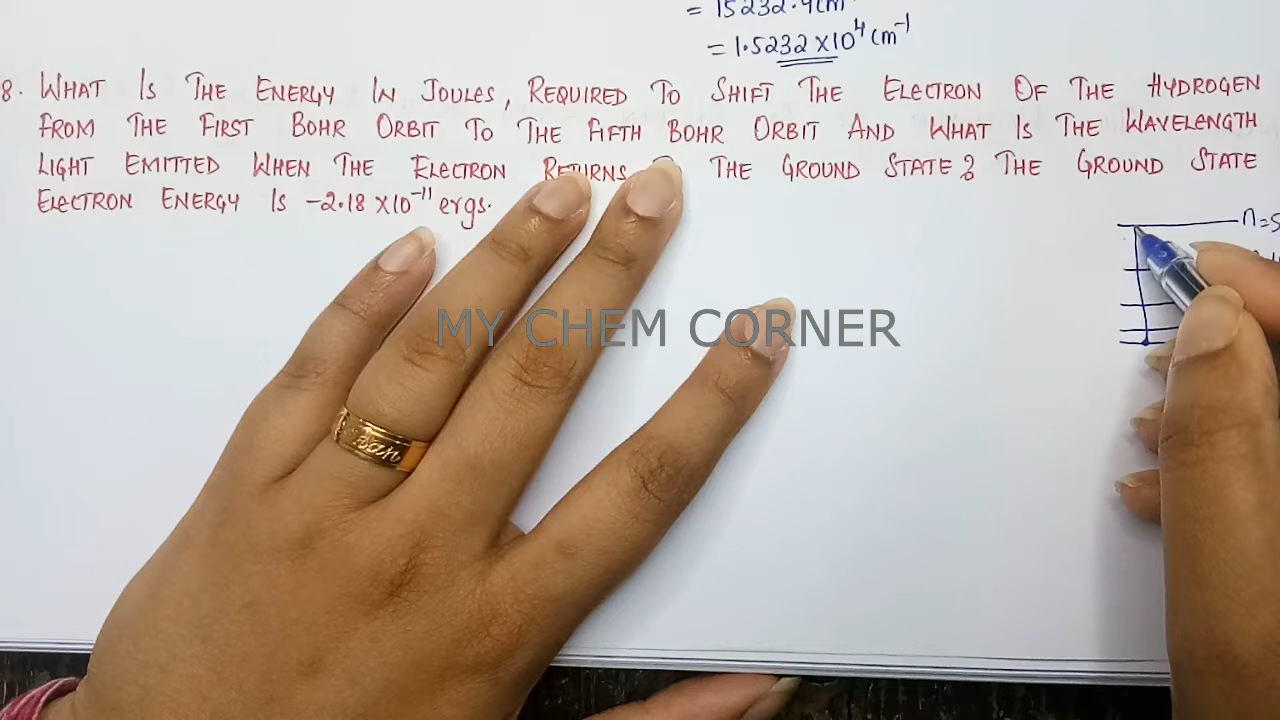 = 15232.4cm
= 1.5232 × 10⁴ cm⁻¹
8. WHAT IS THE ENERGY IN JOULES, REQUIRED TO SHIFT THE ELECTRON OF THE HYDROGEN
FROM THE FIRST BOHR ORBIT TO THE FIFTH BOHR ORBIT AND WHAT IS THE WAVELENGTH
LIGHT EMITTED WHEN THE ELECTRON RETURNS THE GROUND STATE? THE GROUND STATE
ELECTRON ENERGY IS -2.18 × 10⁻¹¹ ergs.
n=5
MY CHEM CORNER